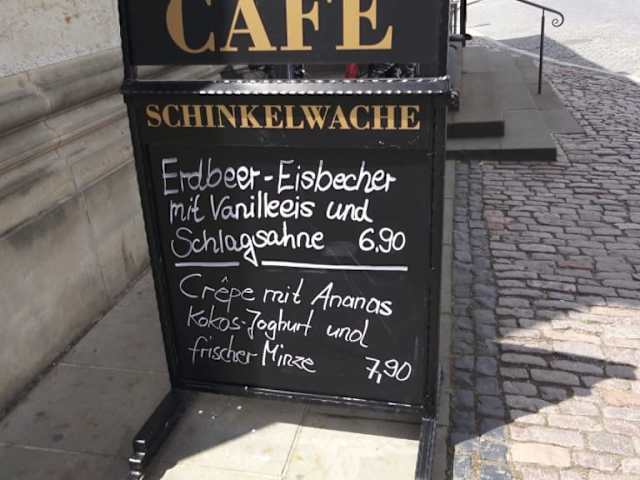 CAFE
SCHINKELWACHE
Erdbeer-Eisbecher
mit Vanilleeis und
Schlagsahne 6,90
Crêpe mit Ananas
Kokos-Joghurt und
frischer Minze 7,90